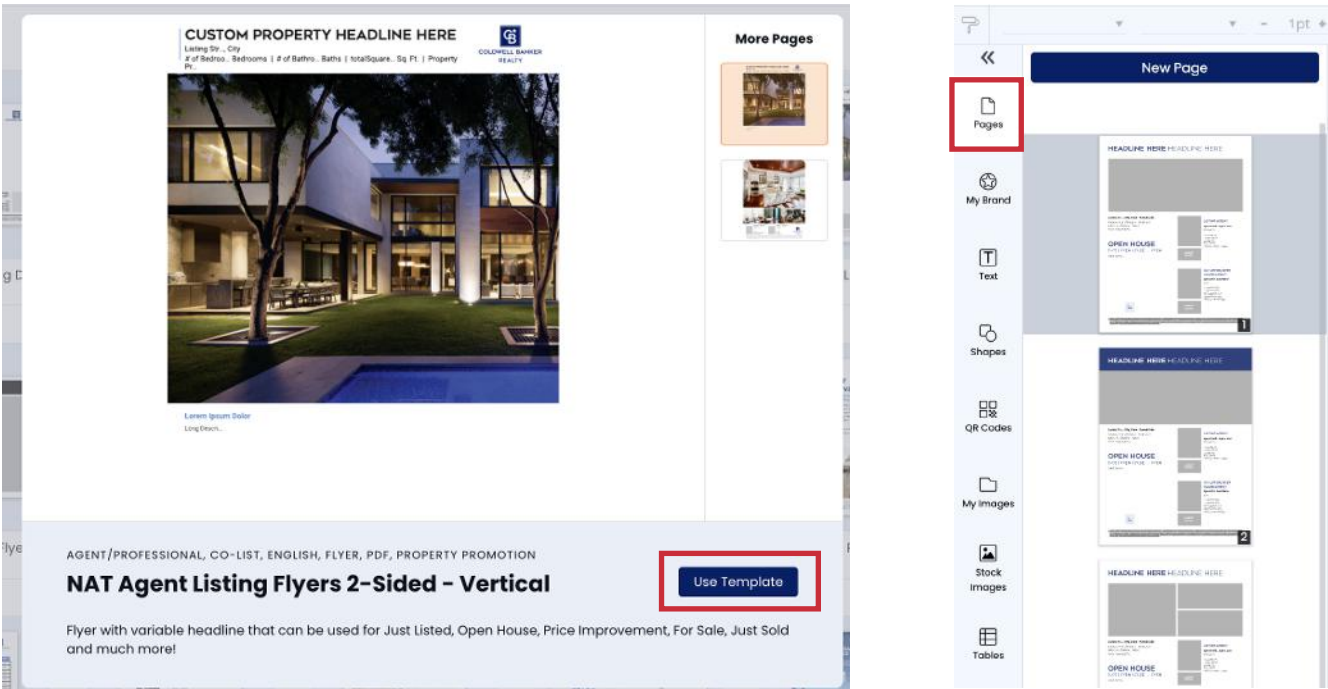 CUSTOM PROPERTY HEADLINE HERE
Listing Str.., City
# of Bedroo.. Bedrooms | # of Bathro.. Baths | totalSquare.. Sq. Ft. | Property
Pr..
CB
COLDWELL BANKER
REALTY
Lorem Ipsum Dolor
Long Descri...
More Pages
AGENT/PROFESSIONAL, CO-LIST, ENGLISH, FLYER, PDF, PROPERTY PROMOTION
NAT Agent Listing Flyers 2-Sided - Vertical
Use Template
Flyer with variable headline that can be used for Just Listed, Open House, Price Improvement, For Sale, Just Sold
and much more!
g D
Flye
- 1pt +
New Page
Pages
My Brand
Text
Shapes
QR Codes
My Images
Stock
Images
Tables
HEADLINE HERE HEADLINE HERE
OPEN HOUSE
1
HEADLINE HERE HEADLINE HERE
OPEN HOUSE
2
HEADLINE HERE HEADLINE HERE
OPEN HOUSE